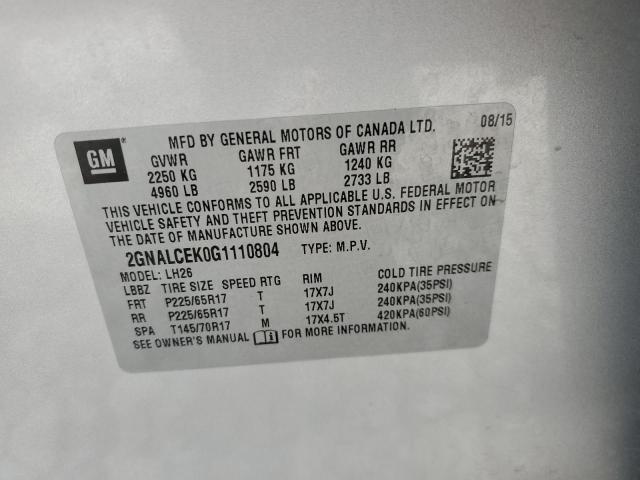 GM
MFD BY GENERAL MOTORS OF CANADA LTD. 08/15
GVWR GAWR FRT GAWR RR
2250 KG 1175 KG 1240 KG
4960 LB 2590 LB 2733 LB
THIS VEHICLE CONFORMS TO ALL APPLICABLE U.S. FEDERAL MOTOR
VEHICLE SAFETY AND THEFT PREVENTION STANDARDS IN EFFECT ON
THE DATE OF MANUFACTURE SHOWN ABOVE.
2GNALCEK0G1110804 TYPE: M.P.V.
MODEL: LH26
LBBZ TIRE SIZE SPEED RTG RIM COLD TIRE PRESSURE
FRT P225/65R17 T 17X7J 240KPA(35PSI)
RR P225/65R17 T 17X7J 240KPA(35PSI)
SPA T145/70R17 M 17X4.5T 420KPA(60PSI)
SEE OWNER'S MANUAL FOR MORE INFORMATION.